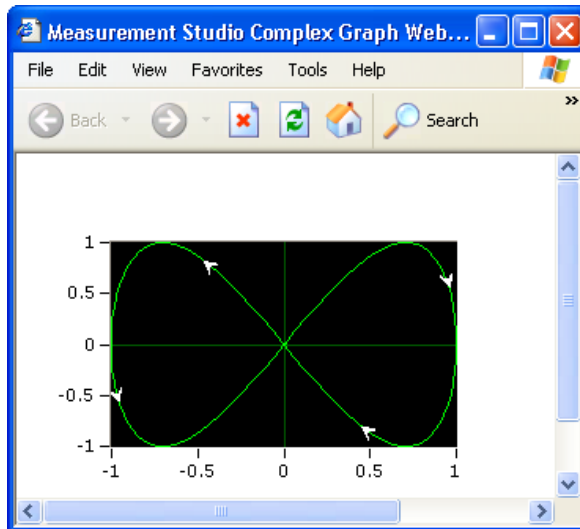 Measurement Studio Complex Graph Web...
File Edit View Favorites Tools Help
Back Search »
1
0.5
0
-0.5
-1
-1 -0.5 0 0.5 1